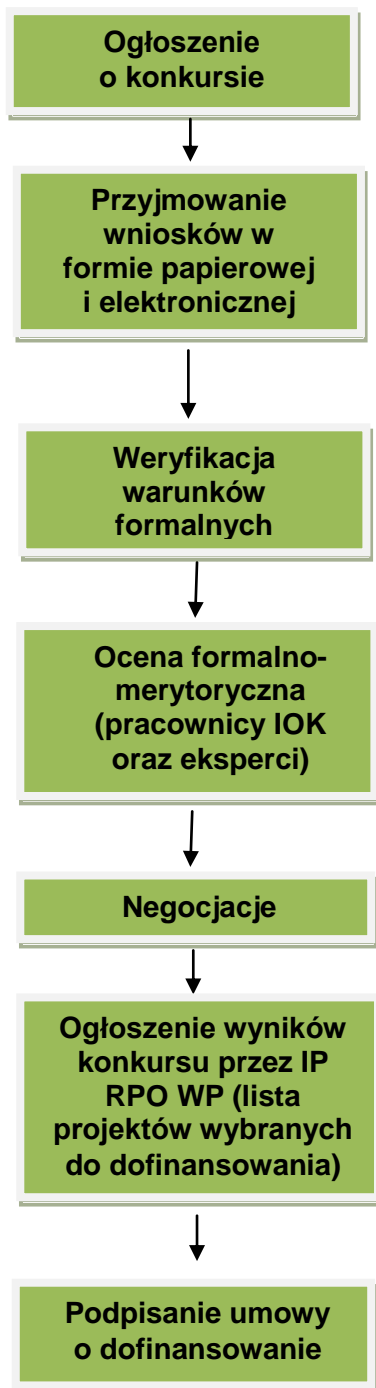 Ogłoszenie
o konkursie
Przyjmowanie
wniosków w
formie papierowej
i elektronicznej
Weryfikacja
warunków
formalnych
Ocena formalno-
merytoryczna
(pracownicy IOK
oraz eksperci)
Negocjacje
Ogłoszenie wyników
konkursu przez IP
RPO WP (lista
projektów wybranych
do dofinansowania)
Podpisanie umowy
o dofinansowanie